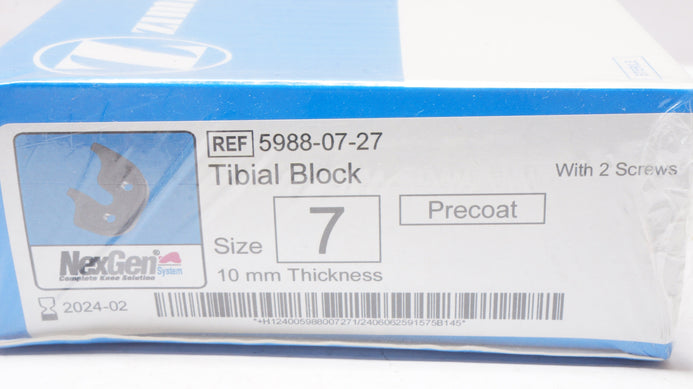 REF 5988-07-27
Tibial Block
With 2 Screws
Precoat
Size 7
10 mm Thickness
NexGen® System
Complete Knee Solution
2024-02
*+H124005988007271/2406062591575B145*